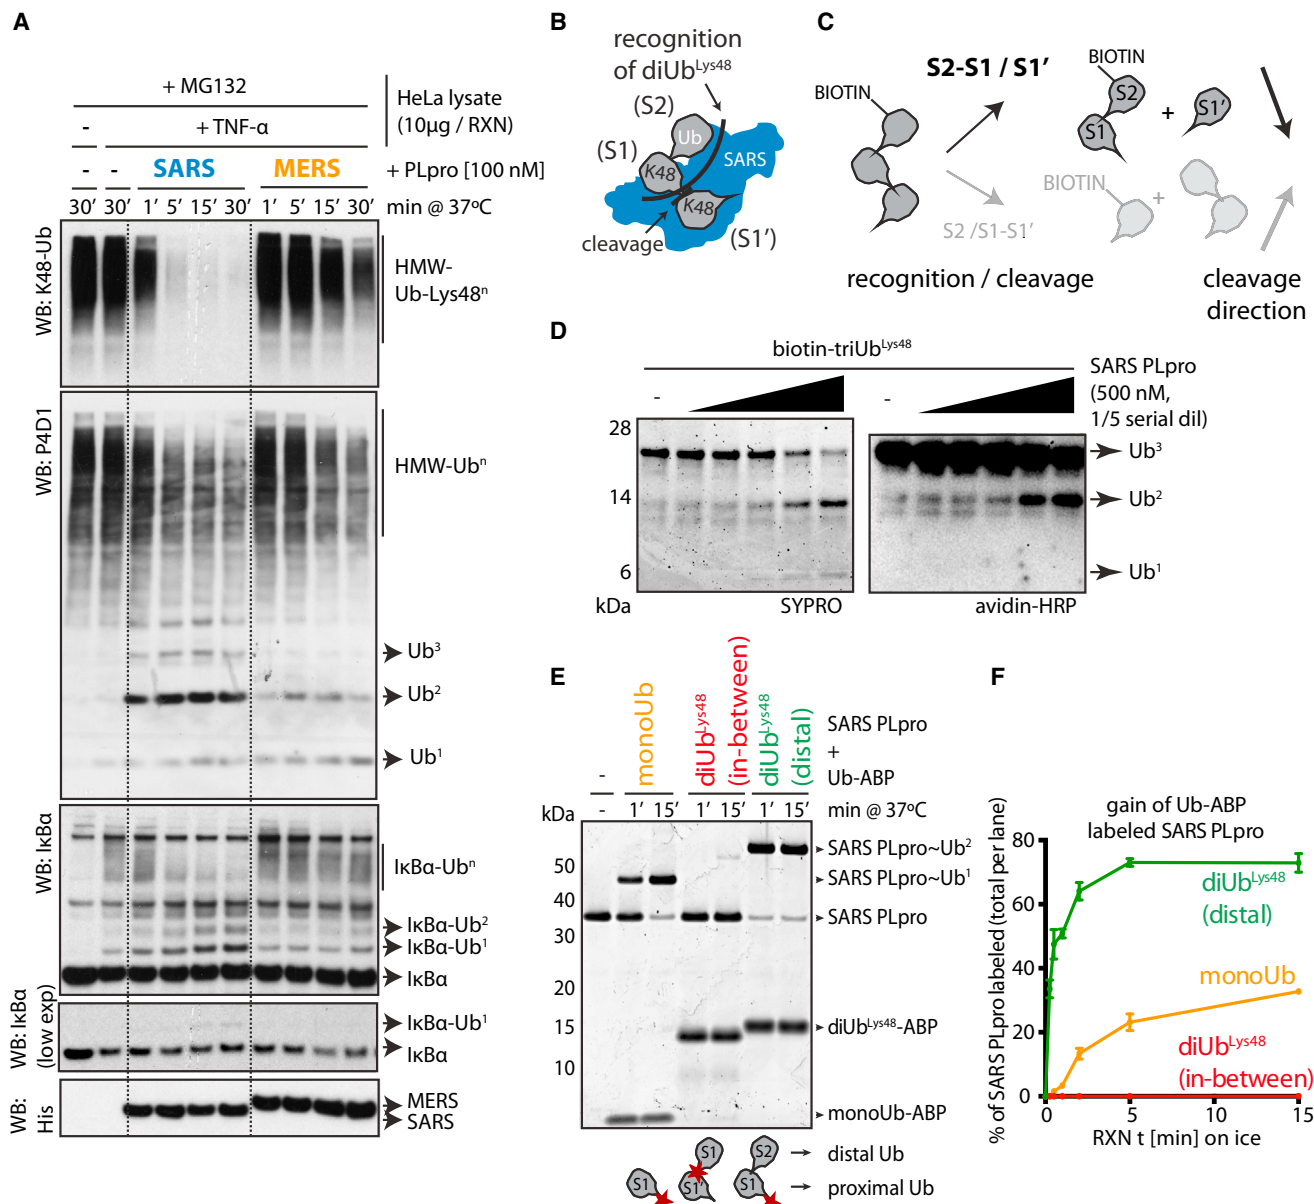 A
+ MG132
- + TNF-α
HeLa lysate
(10μg / RXN)
- - SARS MERS + PLpro [100 nM]
30' 30' 1' 5' 15' 30' 1' 5' 15' 30' min @ 37ºC
WB: K48-Ub
HMW-
Ub-Lys48ⁿ
WB: P4D1
HMW-Ubⁿ
Ub³
Ub²
Ub¹
WB: IκBα
IκBα-Ubⁿ
IκBα-Ub²
IκBα-Ub¹
IκBα
WB: IκBα
(low exp)
IκBα-Ub¹
IκBα
WB:
His
MERS
SARS
B
recognition
of diUbLys48
(S2)
Ub
(S1)
K48
SARS
K48
cleavage
(S1')
C
S2-S1 / S1'
BIOTIN
BIOTIN
S2
S1
+
S1'
BIOTIN
+
S2 /S1-S1'
recognition / cleavage
cleavage
direction
D
biotin-triUbLys48
SARS PLpro
(500 nM,
1/5 serial dil)
-
-
28
14
6
kDa
SYPRO
avidin-HRP
Ub³
Ub²
Ub¹
E
-
monoUb
diUbLys48
(in-between)
diUbLys48
(distal)
SARS PLpro
+
Ub-ABP
kDa
- 1' 15' 1' 15' 1' 15' min @ 37ºC
50
40
30
20
15
10
SARS PLpro~Ub²
SARS PLpro~Ub¹
SARS PLpro
diUbLys48-ABP
monoUb-ABP
S1 S2
distal Ub
S1 S1' S1
proximal Ub
F
gain of Ub-ABP
labeled SARS PLpro
% of SARS PLpro labeled (total per lane)
80
60
40
20
0
diUbLys48
(distal)
monoUb
diUbLys48
(in-between)
0 5 10 15
RXN t [min] on ice